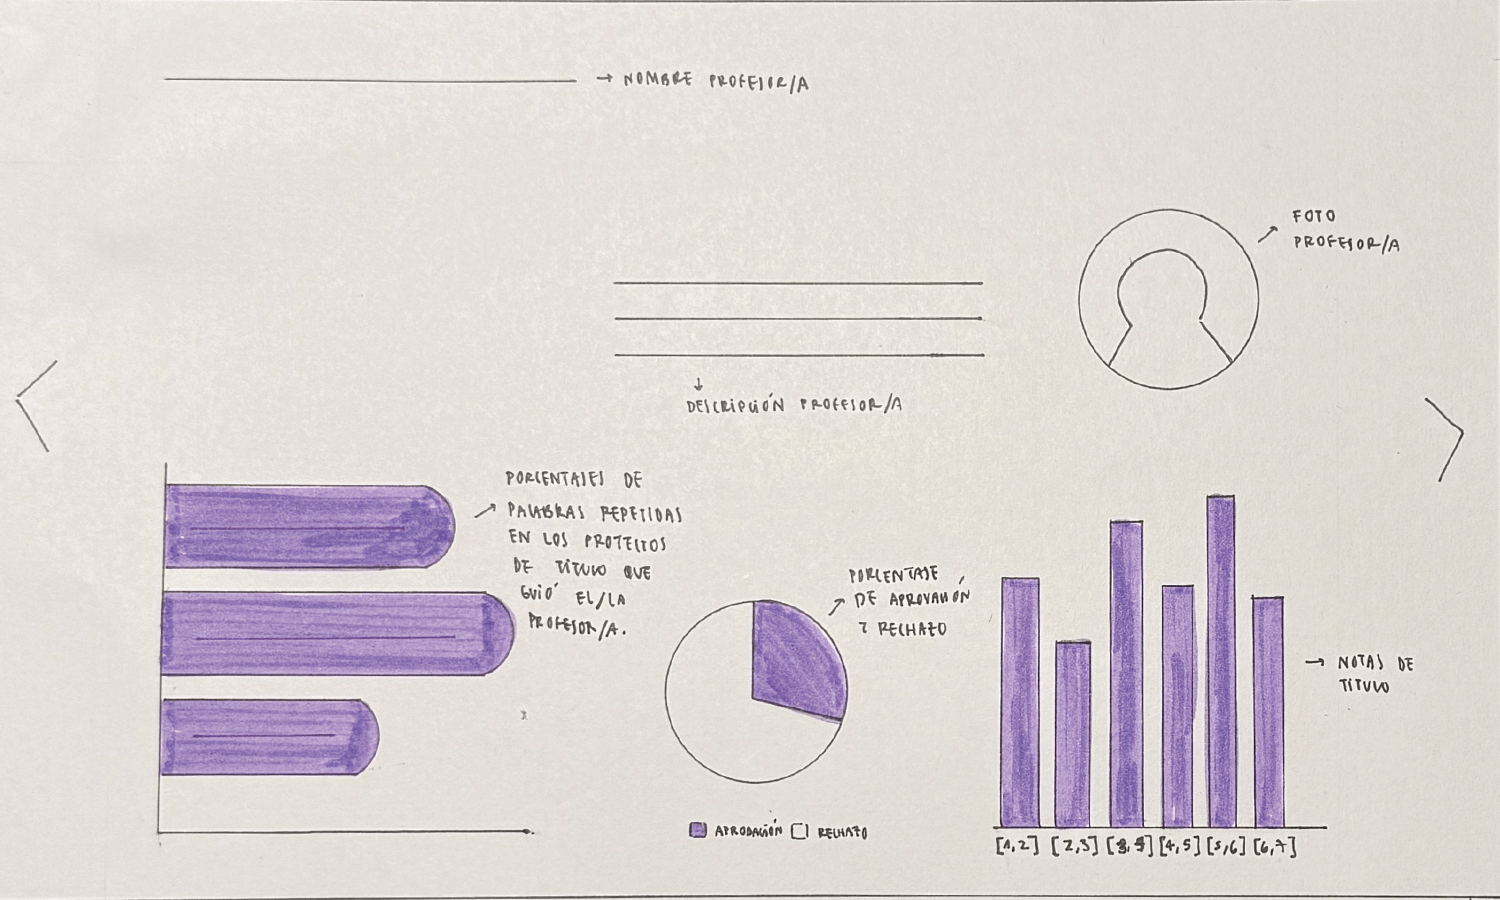 → NOMBRE PROFESOR/A
FOTO
PROFESOR/A
DESCRIPCIÓN PROFESOR/A
PORCENTAJES DE
PALABRAS REPETIDAS
EN LOS PROYECTOS
DE TÍTULO QUE
GUIÓ EL/LA
PROFESOR/A.
PORCENTAJE
DE APROVACIÓN
Y RECHAZO
APROBACIÓN RECHAZO
→ NOTAS DE
TÍTULO
[1,2] [2,3] [3,4] [4,5] [5,6] [6,7]